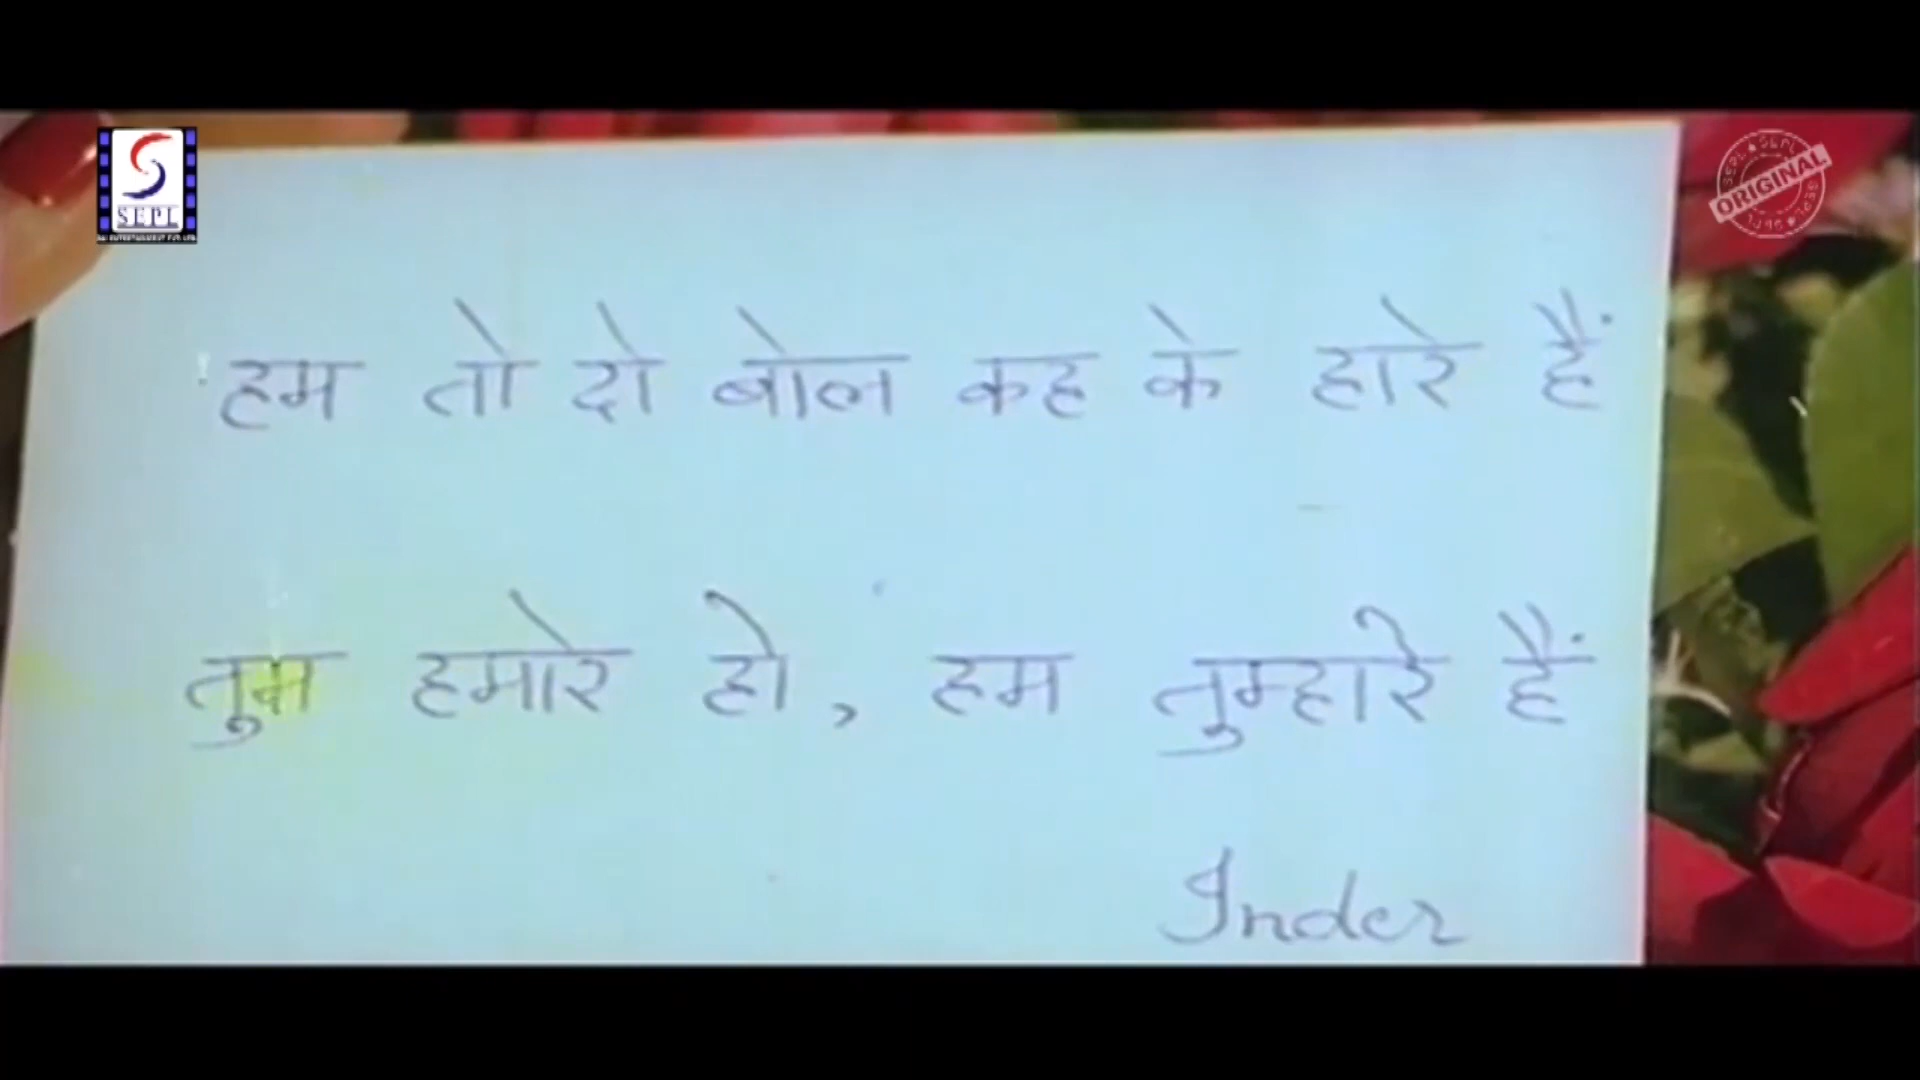 SEPL
ORIGINAL
हम तो दो बोल कह के हारे हैं
तुम हमारे हो, हम तुम्हारे हैं
Inder